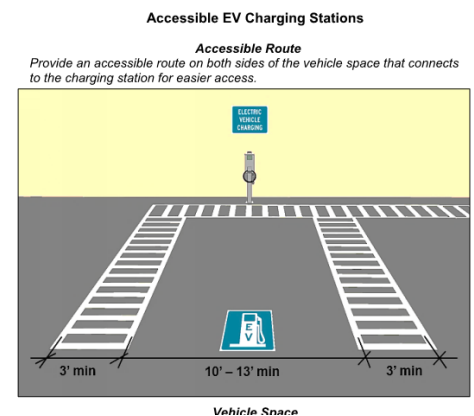 Accessible EV Charging Stations
Accessible Route
Provide an accessible route on both sides of the vehicle space that connects
to the charging station for easier access.
ELECTRIC
VEHICLE
CHARGING
EV
3' min
10' – 13' min
3' min
Vehicle Space